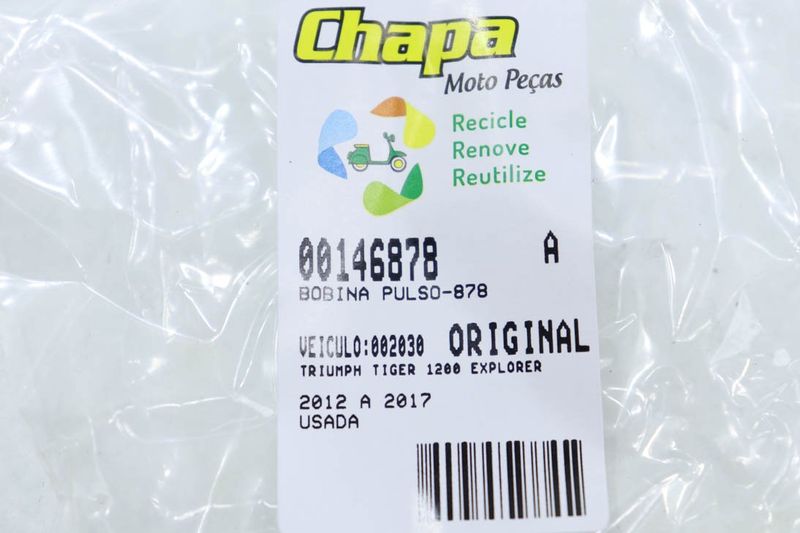 Chapa
Moto Peças
Recicle
Renove
Reutilize
00146878 A
BOBINA PULSO-878
VEICULO:002030 ORIGINAL
TRIUMPH TIGER 1200 EXPLORER
2012 A 2017
USADA